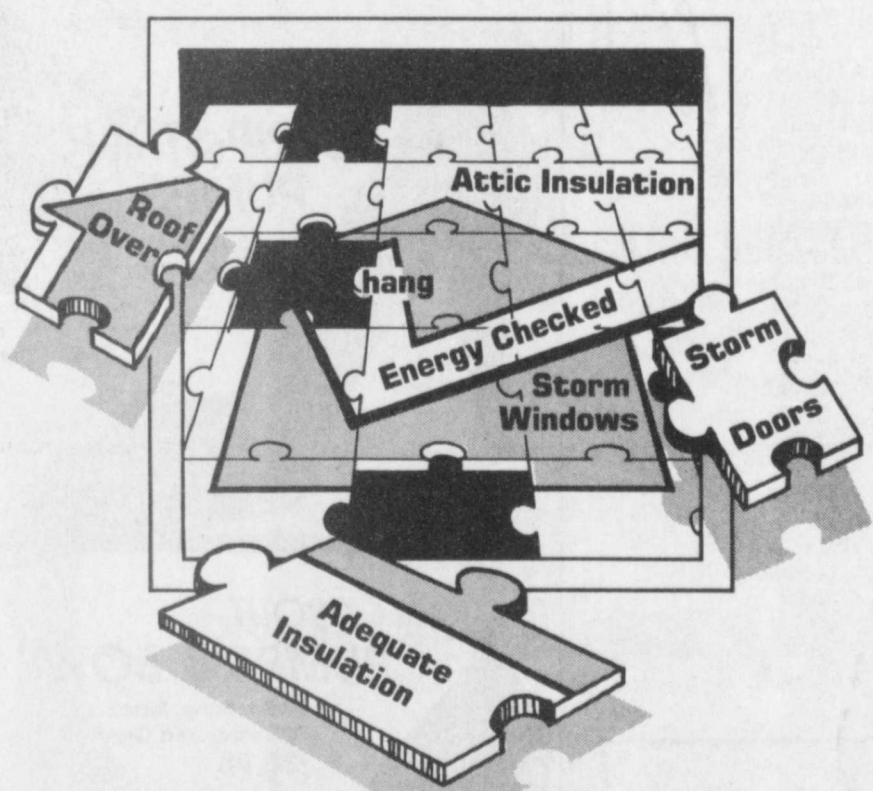 Attic Insulation
Roof
Over
hang
Energy Checked
Storm
Windows
Storm
Doors
Adequate
Insulation